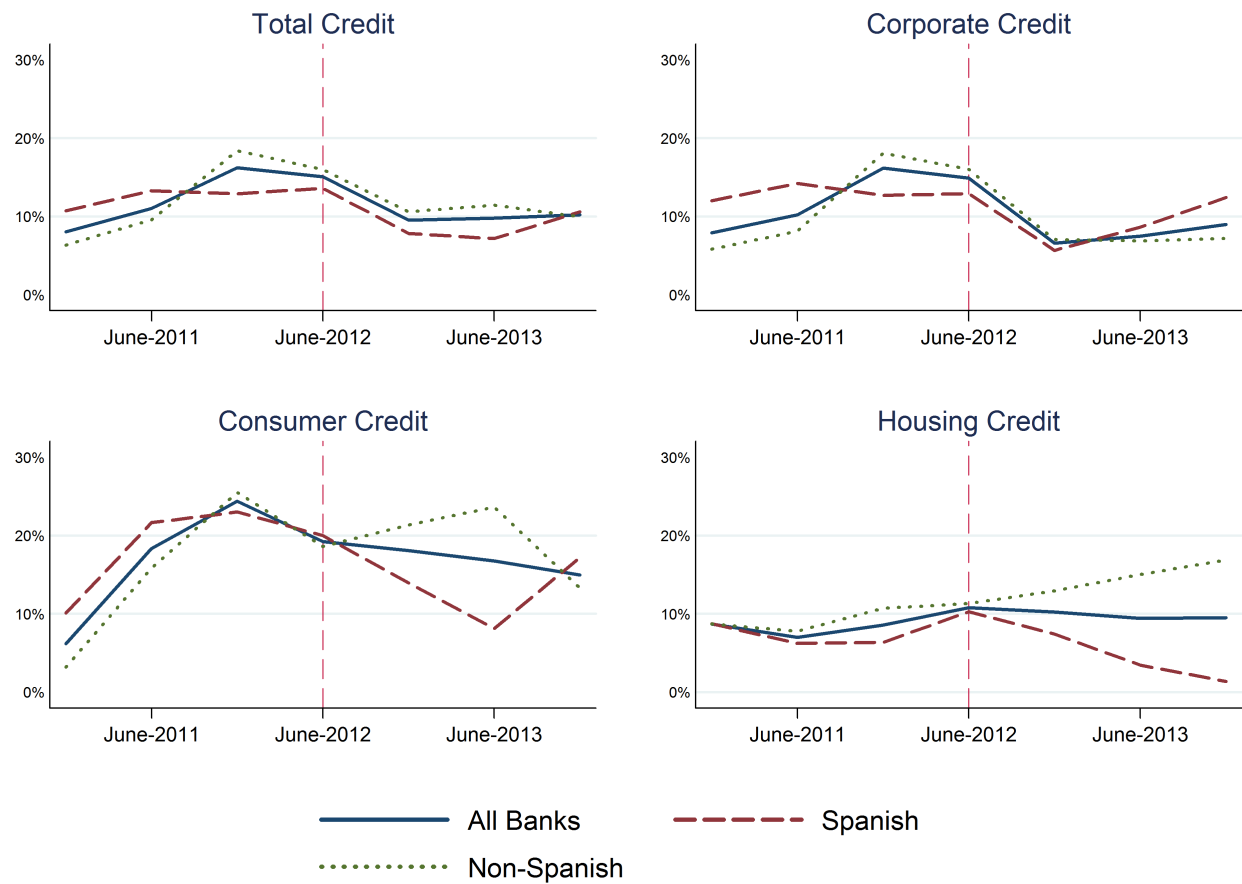 Total Credit
30%
20%
10%
0%
June-2011 June-2012 June-2013
Corporate Credit
30%
20%
10%
0%
June-2011 June-2012 June-2013
Consumer Credit
30%
20%
10%
0%
June-2011 June-2012 June-2013
Housing Credit
30%
20%
10%
0%
June-2011 June-2012 June-2013
All Banks Spanish
Non-Spanish